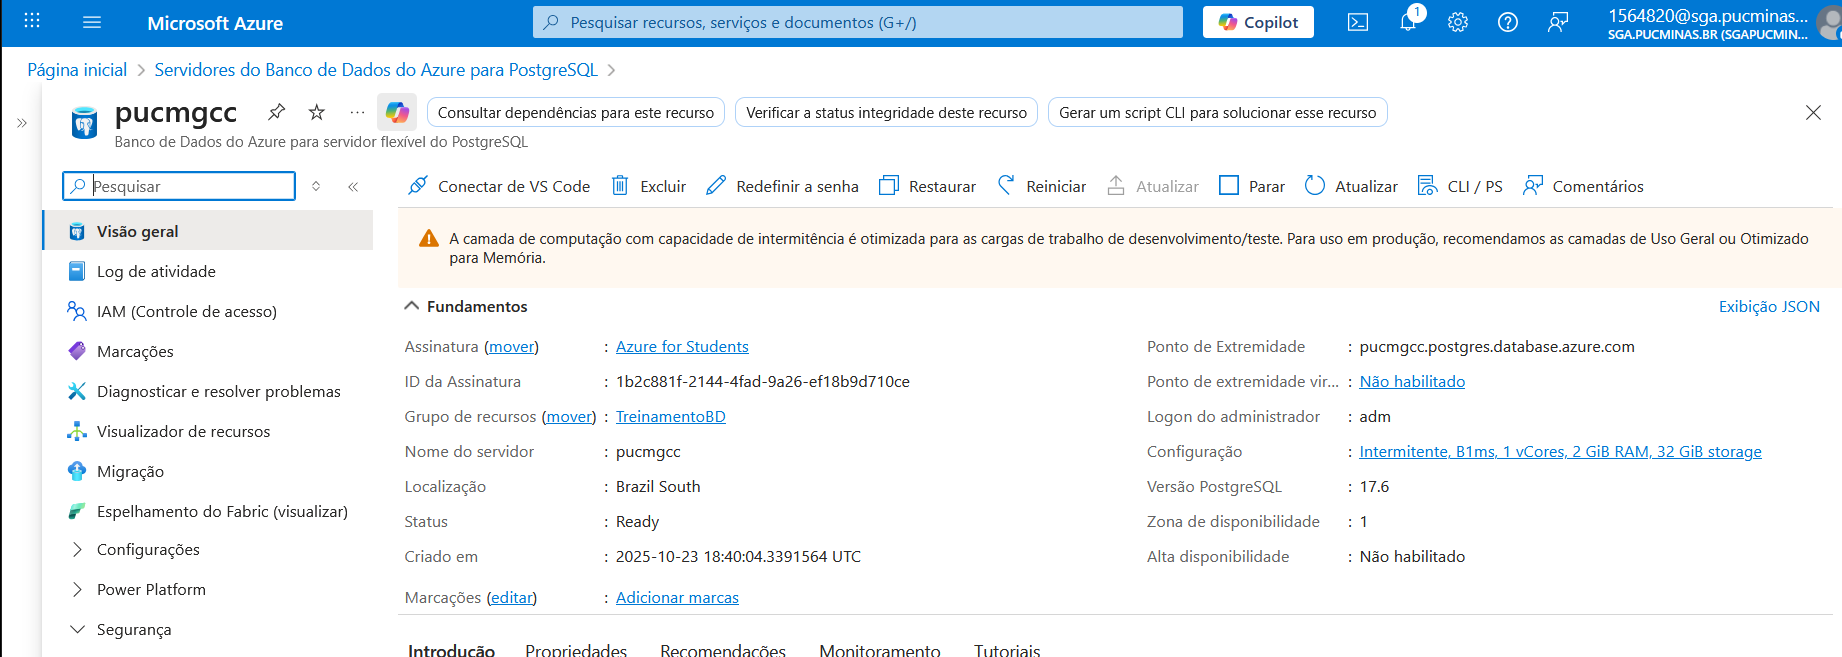 Microsoft Azure
Pesquisar recursos, serviços e documentos (G+/)
Copilot
1
1564820@sga.pucminas...
SGA.PUCMINAS.BR (SGAPUCMIN...
Página inicial > Servidores do Banco de Dados do Azure para PostgreSQL >
pucmgcc
Consultar dependências para este recurso
Verificar a status integridade deste recurso
Gerar um script CLI para solucionar esse recurso
Banco de Dados do Azure para servidor flexível do PostgreSQL
Pesquisar
Conectar de VS Code
Excluir
Redefinir a senha
Restaurar
Reiniciar
Atualizar
Parar
Atualizar
CLI / PS
Comentários
Visão geral
Log de atividade
IAM (Controle de acesso)
Marcações
Diagnosticar e resolver problemas
Visualizador de recursos
Migração
Espelhamento do Fabric (visualizar)
Configurações
Power Platform
Segurança
A camada de computação com capacidade de intermitência é otimizada para as cargas de trabalho de desenvolvimento/teste. Para uso em produção, recomendamos as camadas de Uso Geral ou Otimizado
para Memória.
Fundamentos
Exibição JSON
Assinatura (mover) : Azure for Students
ID da Assinatura : 1b2c881f-2144-4fad-9a26-ef18b9d710ce
Grupo de recursos (mover) : TreinamentoBD
Nome do servidor : pucmgcc
Localização : Brazil South
Status : Ready
Criado em : 2025-10-23 18:40:04.3391564 UTC
Marcações (editar) : Adicionar marcas
Ponto de Extremidade : pucmgcc.postgres.database.azure.com
Ponto de extremidade vir... : Não habilitado
Logon do administrador : adm
Configuração : Intermitente, B1ms, 1 vCores, 2 GiB RAM, 32 GiB storage
Versão PostgreSQL : 17.6
Zona de disponibilidade : 1
Alta disponibilidade : Não habilitado
Introdução
Propriedades
Recomendações
Monitoramento
Tutoriais